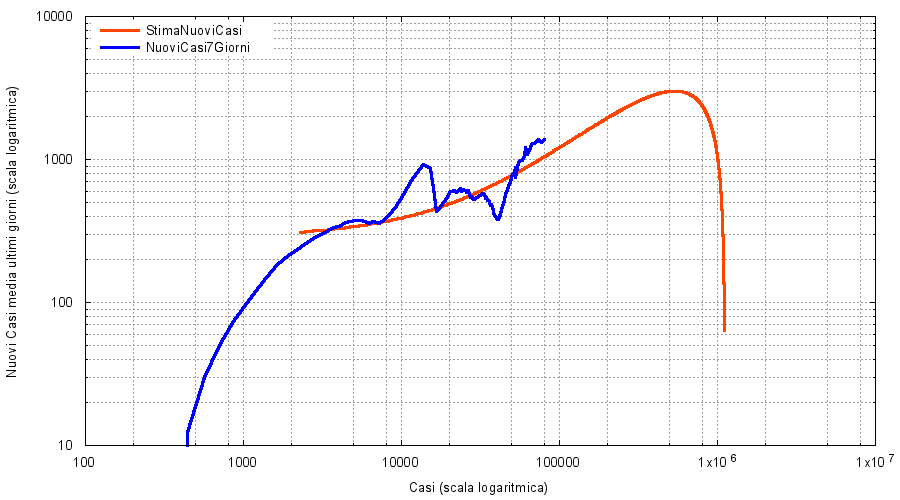 10000
StimaNuoviCasi
NuoviCasi7Giorni
1000
100
10
Nuovi Casi media ultimi giorni (scala logaritmica)
100 1000 10000 100000 1x10^6 1x10^7
Casi (scala logaritmica)